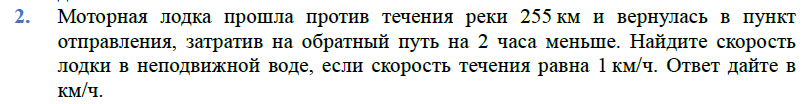 2. Моторная лодка прошла против течения реки 255 км и вернулась в пункт
отправления, затратив на обратный путь на 2 часа меньше. Найдите скорость
лодки в неподвижной воде, если скорость течения равна 1 км/ч. Ответ дайте в
км/ч.